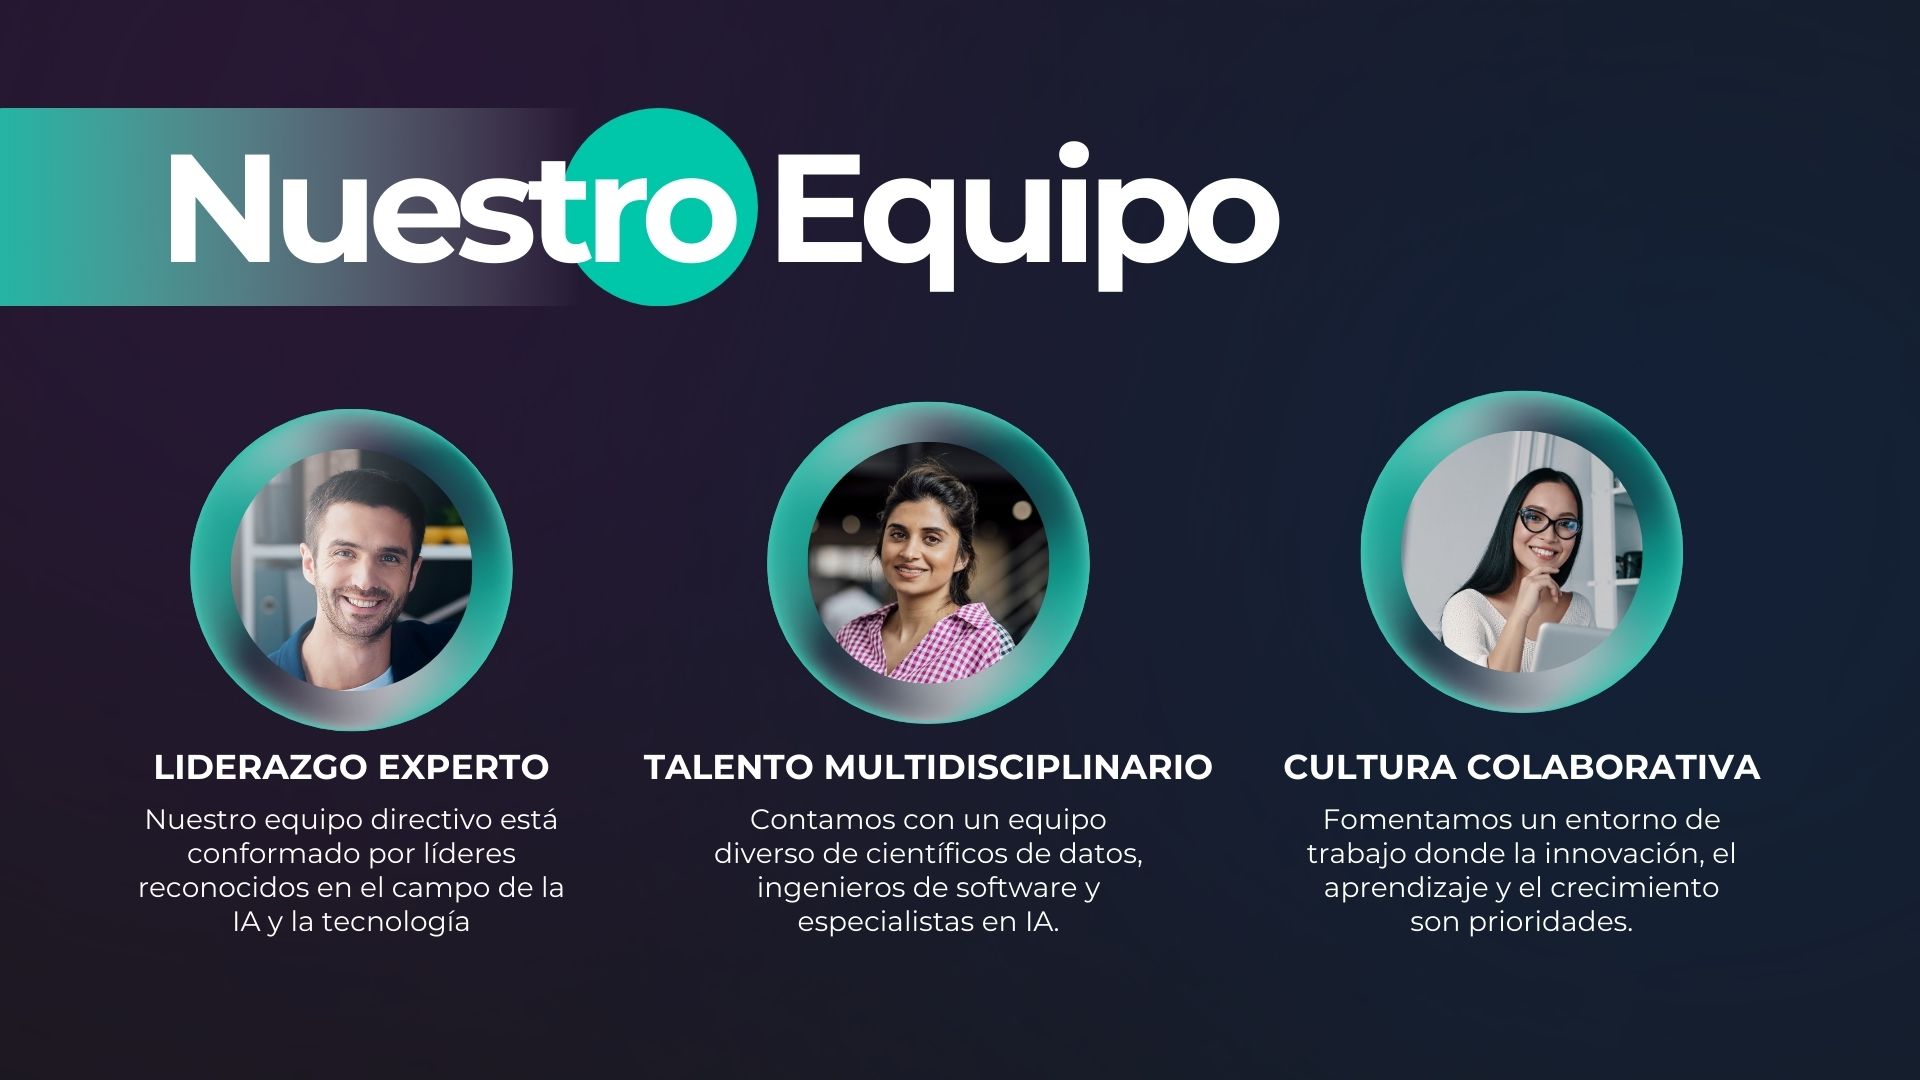 Nuestro Equipo
LIDERAZGO EXPERTO
Nuestro equipo directivo está
conformado por líderes
reconocidos en el campo de la
IA y la tecnología
TALENTO MULTIDISCIPLINARIO
Contamos con un equipo
diverso de científicos de datos,
ingenieros de software y
especialistas en IA.
CULTURA COLABORATIVA
Fomentamos un entorno de
trabajo donde la innovación, el
aprendizaje y el crecimiento
son prioridades.